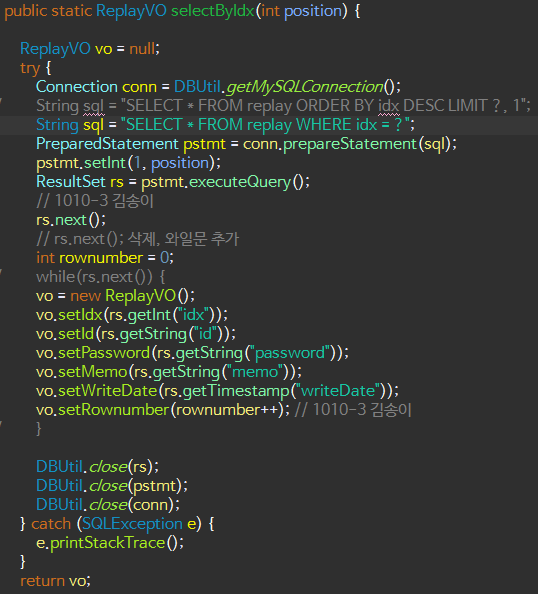 public static ReplayVO selectByIdx(int position) {
ReplayVO vo = null;
try {
Connection conn = DBUtil.getMySQLConnection();
String sql = "SELECT * FROM replay ORDER BY idx DESC LIMIT ?, 1";
String sql = "SELECT * FROM replay WHERE idx = ?";
PreparedStatement pstmt = conn.prepareStatement(sql);
pstmt.setInt(1, position);
ResultSet rs = pstmt.executeQuery();
// 1010-3 김송이
rs.next();
// rs.next(); 삭제, 와일문 추가
int rownumber = 0;
while(rs.next()) {
vo = new ReplayVO();
vo.setIdx(rs.getInt("idx"));
vo.setId(rs.getString("id"));
vo.setPassword(rs.getString("password"));
vo.setMemo(rs.getString("memo"));
vo.setWriteDate(rs.getTimestamp("writeDate"));
vo.setRownumber(rownumber++); // 1010-3 김송이
}
DBUtil.close(rs);
DBUtil.close(pstmt);
DBUtil.close(conn);
} catch (SQLException e) {
e.printStackTrace();
}
return vo;